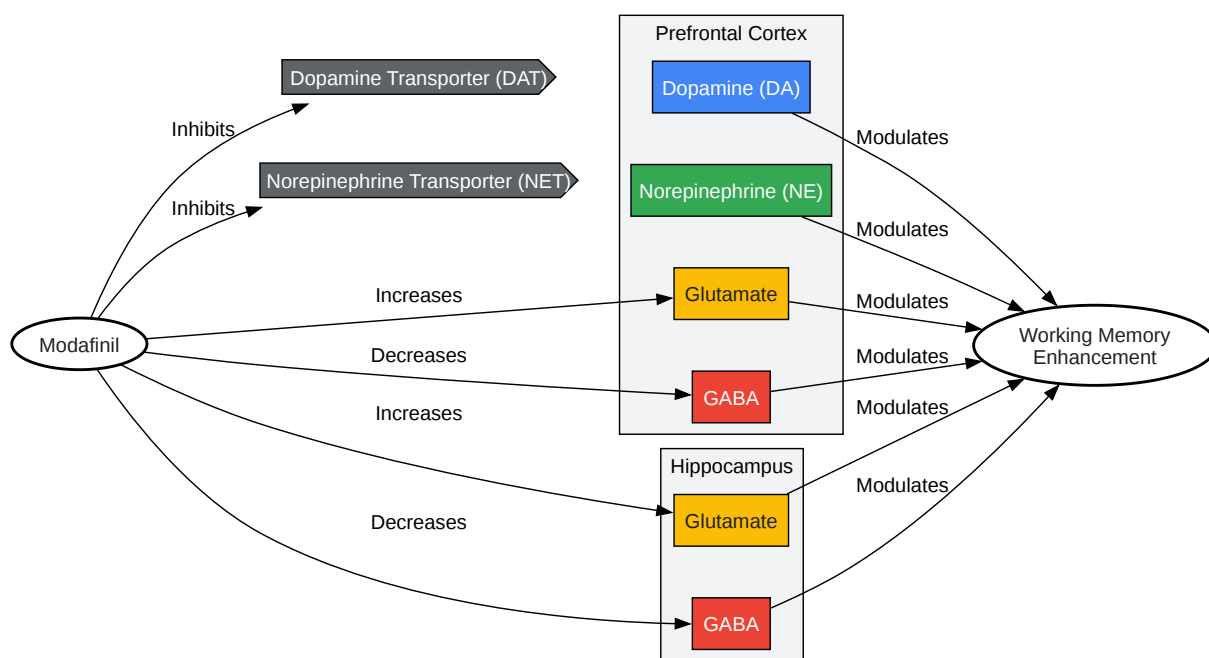 Prefrontal Cortex
Dopamine Transporter (DAT)
Dopamine (DA)
Inhibits
Modulates
Norepinephrine Transporter (NET)
Norepinephrine (NE)
Inhibits
Modulates
Increases
Glutamate
Modulates
Modafinil
Working Memory
Enhancement
Decreases
Modulates
GABA
Increases
Modulates
Hippocampus
Modulates
Decreases
Glutamate
GABA